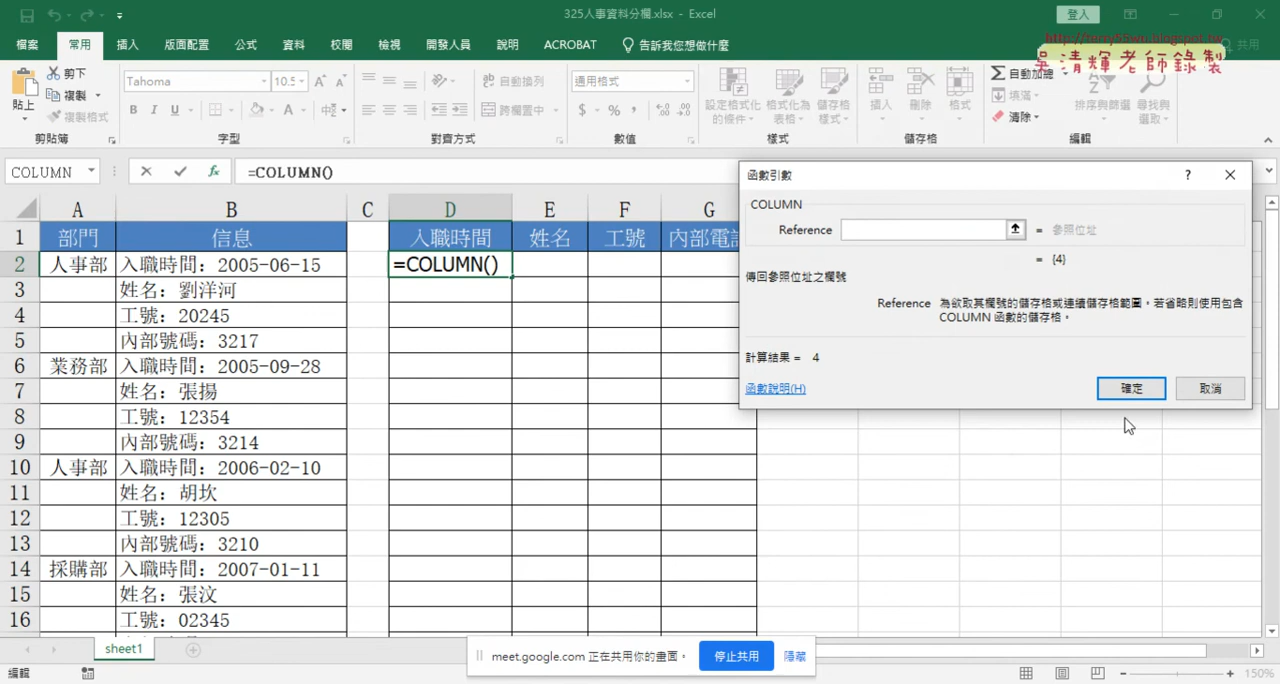 325人事資料分欄.xlsx - Excel
登入
檔案 常用 插入 版面配置 公式 資料 校閱 檢視 開發人員 說明 ACROBAT 告訴我您想做什麼 共用
http://terry55wu.blogspot.tw
吳清輝老師錄製
貼上 剪下 複製 複製格式 剪貼簿
Tahoma 10.5 A A
B I U A 中 字型
自動換列 跨欄置中 對齊方式
通用格式 $ % 數值
設定格式化的條件 格式化為表格 儲存格樣式 樣式
插入 刪除 格式 儲存格
自動加總 填滿 清除 排序與篩選 尋找與選取 編輯
COLUMN fx =COLUMN()
A B C D E F G
1 部門 信息 入職時間 姓名 工號 內部電話
2 人事部 入職時間：2005-06-15 =COLUMN()
3 姓名：劉洋河
4 工號：20245
5 內部號碼：3217
6 業務部 入職時間：2005-09-28
7 姓名：張揚
8 工號：12354
9 內部號碼：3214
10 人事部 入職時間：2006-02-10
11 姓名：胡坎
12 工號：12305
13 內部號碼：3210
14 採購部 入職時間：2007-01-11
15 姓名：張汶
16 工號：02345
函數引數 ?
COLUMN
Reference = 參照位址
= {4}
傳回參照位址之欄號
Reference 為欲取其欄號的儲存格或連續儲存格範圍。若省略則使用包含
COLUMN 函數的儲存格。
計算結果 = 4
函數說明(H) 確定 取消
sheet1
meet.google.com 正在共用你的畫面。 停止共用 隱藏
編輯 150%